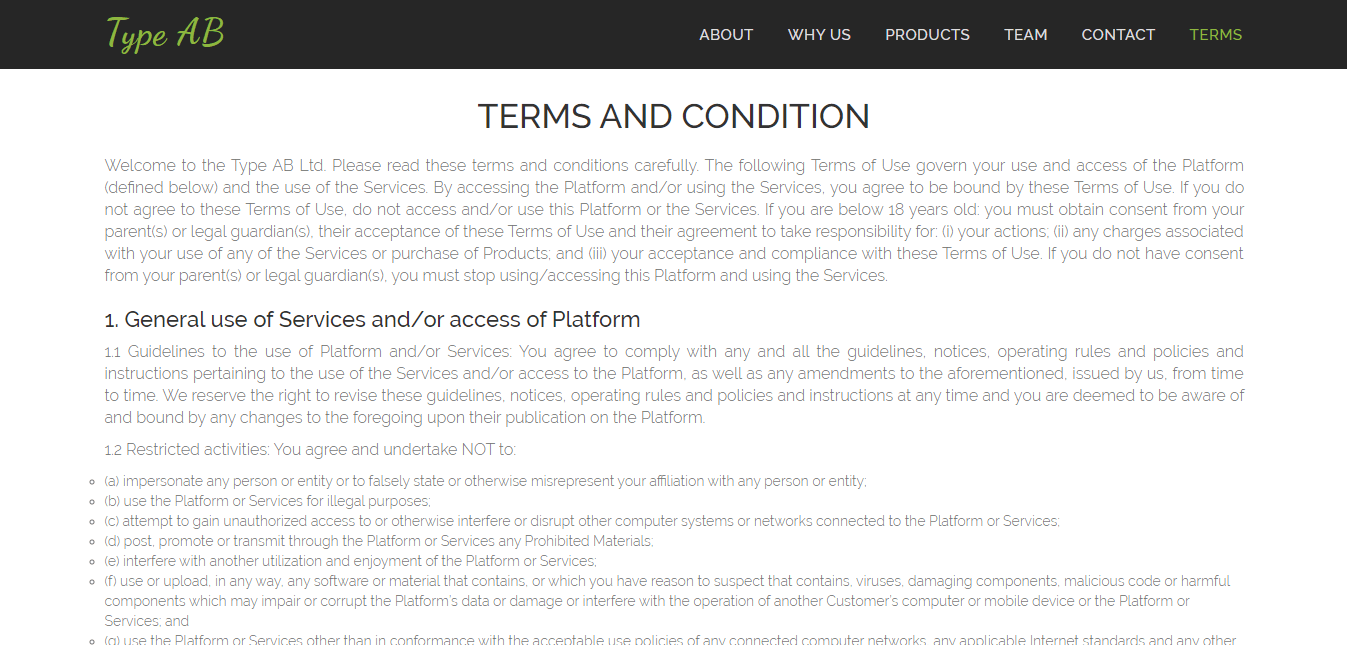 Type AB
ABOUT WHY US PRODUCTS TEAM CONTACT TERMS
TERMS AND CONDITION
Welcome to the Type AB Ltd. Please read these terms and conditions carefully. The following Terms of Use govern your use and access of the Platform
(defined below) and the use of the Services. By accessing the Platform and/or using the Services, you agree to be bound by these Terms of Use. If you do
not agree to these Terms of Use, do not access and/or use this Platform or the Services. If you are below 18 years old: you must obtain consent from your
parent(s) or legal guardian(s), their acceptance of these Terms of Use and their agreement to take responsibility for: (i) your actions; (ii) any charges associated
with your use of any of the Services or purchase of Products; and (iii) your acceptance and compliance with these Terms of Use. If you do not have consent
from your parent(s) or legal guardian(s), you must stop using/accessing this Platform and using the Services.
1. General use of Services and/or access of Platform
1.1 Guidelines to the use of Platform and/or Services: You agree to comply with any and all the guidelines, notices, operating rules and policies and
instructions pertaining to the use of the Services and/or access to the Platform, as well as any amendments to the aforementioned, issued by us, from time
to time. We reserve the right to revise these guidelines, notices, operating rules and policies and instructions at any time and you are deemed to be aware of
and bound by any changes to the foregoing upon their publication on the Platform.
1.2 Restricted activities: You agree and undertake NOT to:
(a) impersonate any person or entity or to falsely state or otherwise misrepresent your affiliation with any person or entity;
(b) use the Platform or Services for illegal purposes;
(c) attempt to gain unauthorized access to or otherwise interfere or disrupt other computer systems or networks connected to the Platform or Services;
(d) post, promote or transmit through the Platform or Services any Prohibited Materials;
(e) interfere with another utilization and enjoyment of the Platform or Services;
(f) use or upload, in any way, any software or material that contains, or which you have reason to suspect that contains, viruses, damaging components, malicious code or harmful
components which may impair or corrupt the Platform's data or damage or interfere with the operation of another Customer's computer or mobile device or the Platform or
Services; and
(g) use the Platform or Services other than in conformance with the acceptable use policies of any connected computer networks, any applicable Internet standards and any other